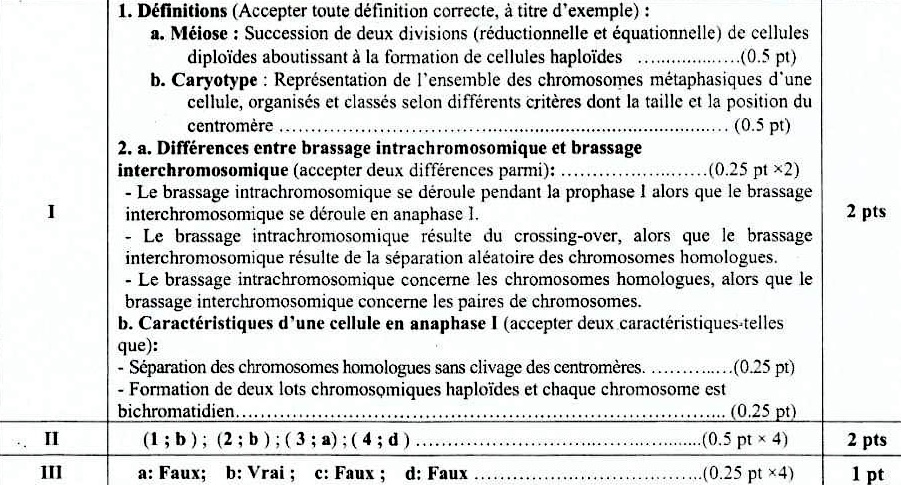 1. Définitions (Accepter toute définition correcte, à titre d'exemple) :
a. Méiose : Succession de deux divisions (réductionnelle et équationnelle) de cellules
diploïdes aboutissant à la formation de cellules haploïdes ..................(0.5 pt)
b. Caryotype : Représentation de l'ensemble des chromosomes métaphasiques d'une
cellule, organisés et classés selon différents critères dont la taille et la position du
centromère .......................................................................... (0.5 pt)
2. a. Différences entre brassage intrachromosomique et brassage
interchromosomique (accepter deux différences parmi): ........................(0.25 pt ×2)
- Le brassage intrachromosomique se déroule pendant la prophase I alors que le brassage
I
interchromosomique se déroule en anaphase I.
2 pts
- Le brassage intrachromosomique résulte du crossing-over, alors que le brassage
interchromosomique résulte de la séparation aléatoire des chromosomes homologues.
- Le brassage intrachromosomique concerne les chromosomes homologues, alors que le
brassage interchromosomique concerne les paires de chromosomes.
b. Caractéristiques d'une cellule en anaphase I (accepter deux caractéristiques telles
que):
- Séparation des chromosomes homologues sans clivage des centromères. ..............(0.25 pt)
- Formation de deux lots chromosomiques haploïdes et chaque chromosome est
bichromatidien.................................................................................. (0.25 pt)
II (1 ; b ) ; (2 ; b ) ; ( 3 ; a) ; ( 4 ; d ) ...............................................(0.5 pt × 4) 2 pts
III a: Faux; b: Vrai ; c: Faux ; d: Faux .....................................(0.25 pt ×4) 1 pt